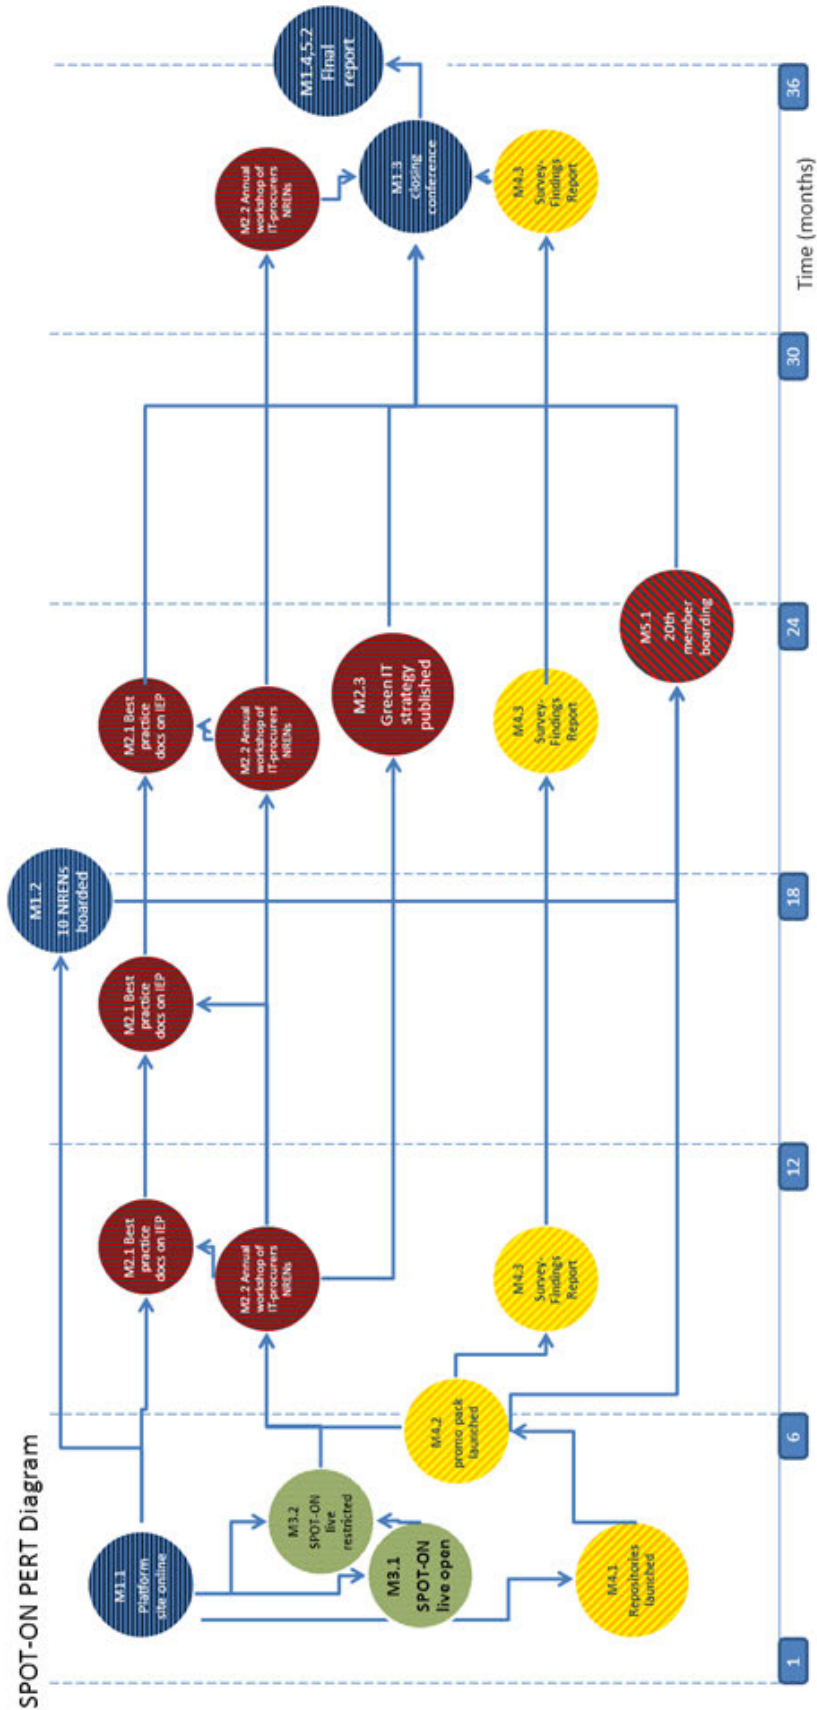 SPOT-ON PERT Diagram
M1.1
Platform
site online
M3.2
SPOT-ON
live
restricted
M3.1
SPOT-ON
live open
M4.1
Repositories
launched
M4.2
promo pack
launched
M2.1 Best
practice
docs on IEP
M2.2 Annual
workshop of
IT-procurers
NRENs
M4.3
Survey-
Findings
Report
M2.1 Best
practice
docs on IEP
M1.2
10 NRENs
boarded
M2.1 Best
practice
docs on IEP
M2.2 Annual
workshop of
IT-procurers
NRENs
M2.3
Green IT
strategy
published
M4.3
Survey-
Findings
Report
M5.1
20th
member
boarding
M2.2 Annual
workshop of
IT-procurers
NRENs
M1.3
closing
conference
M4.3
Survey-
Findings
Report
M1.4,5.2
Final
report
1
6
12
18
24
30
36
Time (months)